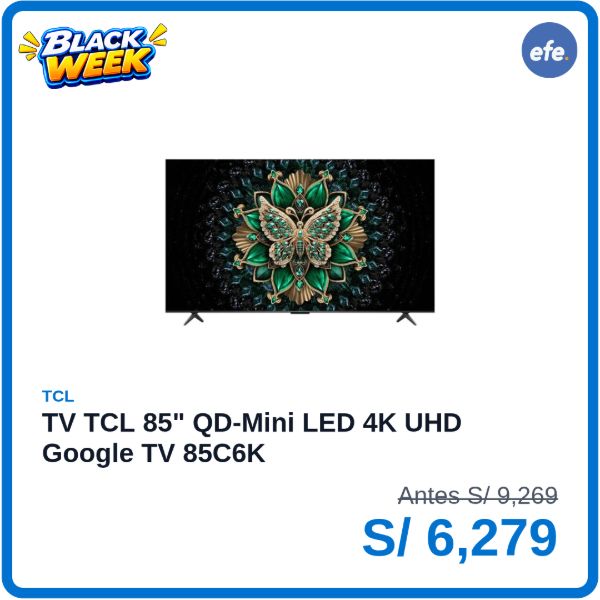 BLACK
WEEK
efe.
TCL
TV TCL 85" QD-Mini LED 4K UHD
Google TV 85C6K
Antes S/ 9,269
S/ 6,279